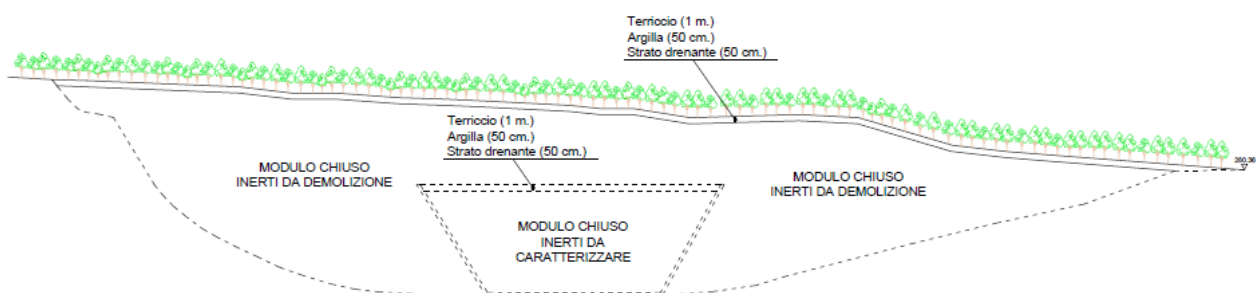 Terriccio (1 m.)
Argilla (50 cm.)
Strato drenante (50 cm.)
Terriccio (1 m.)
Argilla (50 cm.)
Strato drenante (50 cm.)
MODULO CHIUSO
INERTI DA DEMOLIZIONE
MODULO CHIUSO
INERTI DA DEMOLIZIONE
MODULO CHIUSO
INERTI DA
CARATTERIZZARE